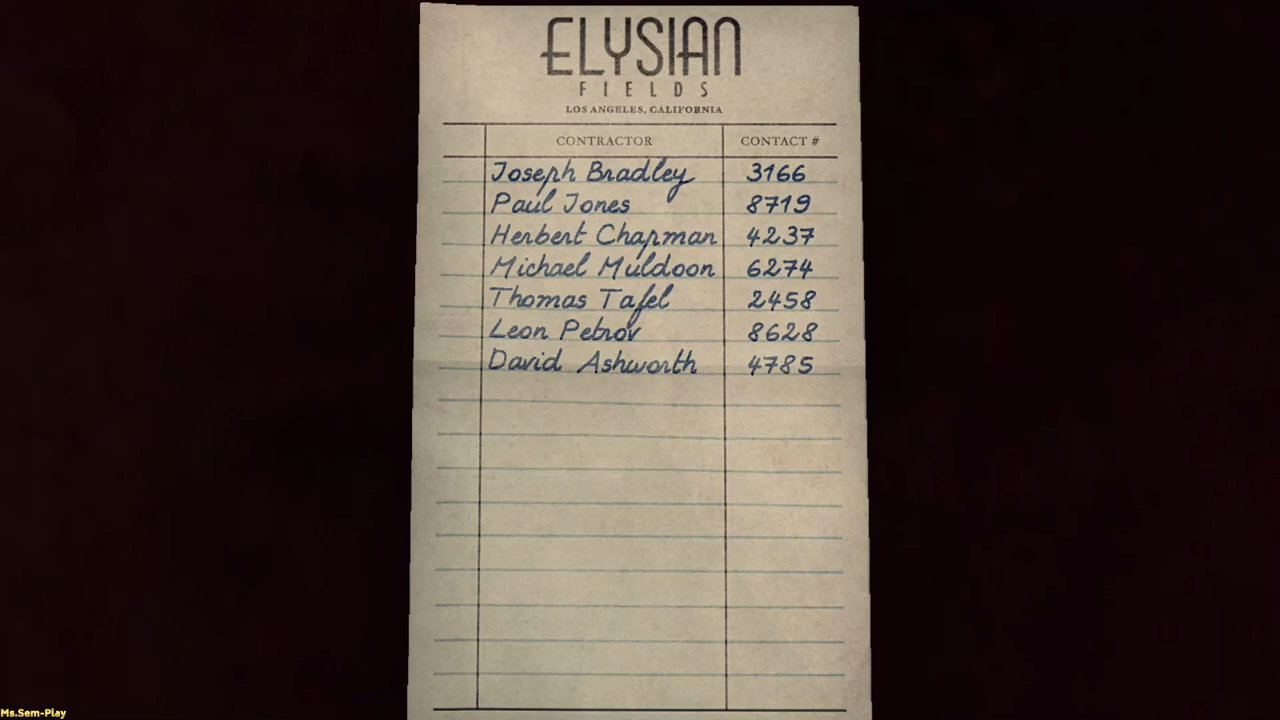 ELYSIAN
FIELDS
LOS ANGELES, CALIFORNIA
CONTRACTOR CONTACT #
Joseph Bradley 3166
Paul Jones 8719
Herbert Chapman 4237
Michael Muldoon 6274
Thomas Tafel 2458
Leon Petrov 8628
David Ashworth 4785
Ms.Sem-Play